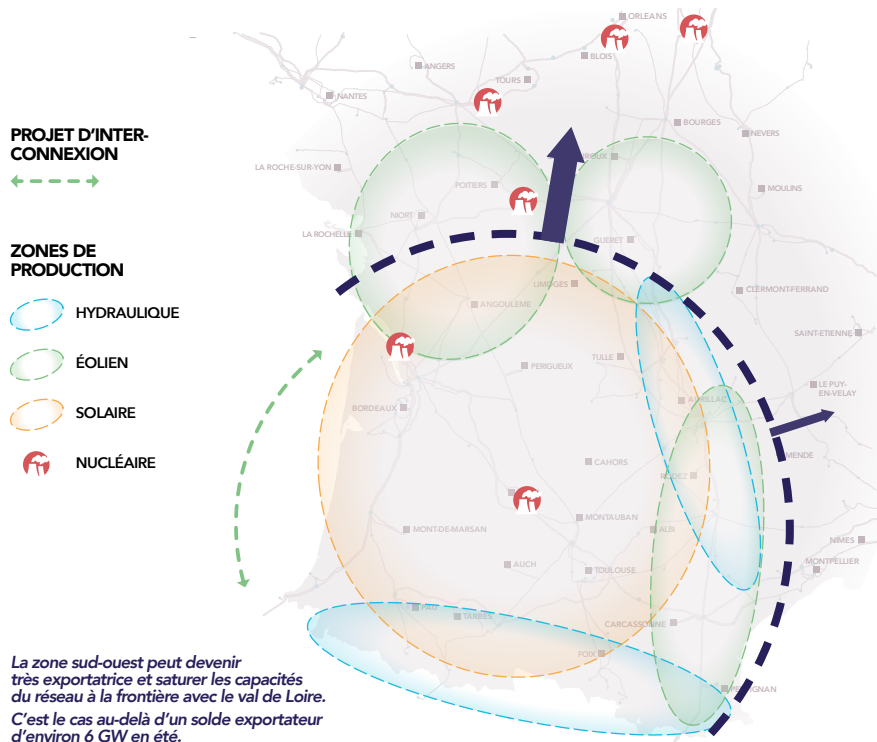 ORLEANS
BLOIS
ANGERS
TOURS
NANTES
BOURGES
NEVERS
PROJET D'INTER-
CONNEXION
LA ROCHE-SUR-YON
POITIERS
MOULINS
NIORT
LA ROCHELLE
GUERET
ZONES DE
PRODUCTION
LIMOGES
CLERMONT-FERRAND
ANGOULEME
HYDRAULIQUE
SAINT-ETIENNE
TULLE
PERIGUEUX
ÉOLIEN
LE PUY-
EN-VELAY
AURILLAC
BORDEAUX
SOLAIRE
MENDE
CAHORS
NUCLÉAIRE
RODEZ
MONTAUBAN
MONT-DE-MARSAN
ALBI
NIMES
MONTPELLIER
AUCH
TOULOUSE
PAU
TARBES
CARCASSONNE
FOIX
La zone sud-ouest peut devenir
très exportatrice et saturer les capacités
du réseau à la frontière avec le val de Loire.
PERPIGNAN
C'est le cas au-delà d'un solde exportateur
d'environ 6 GW en été.